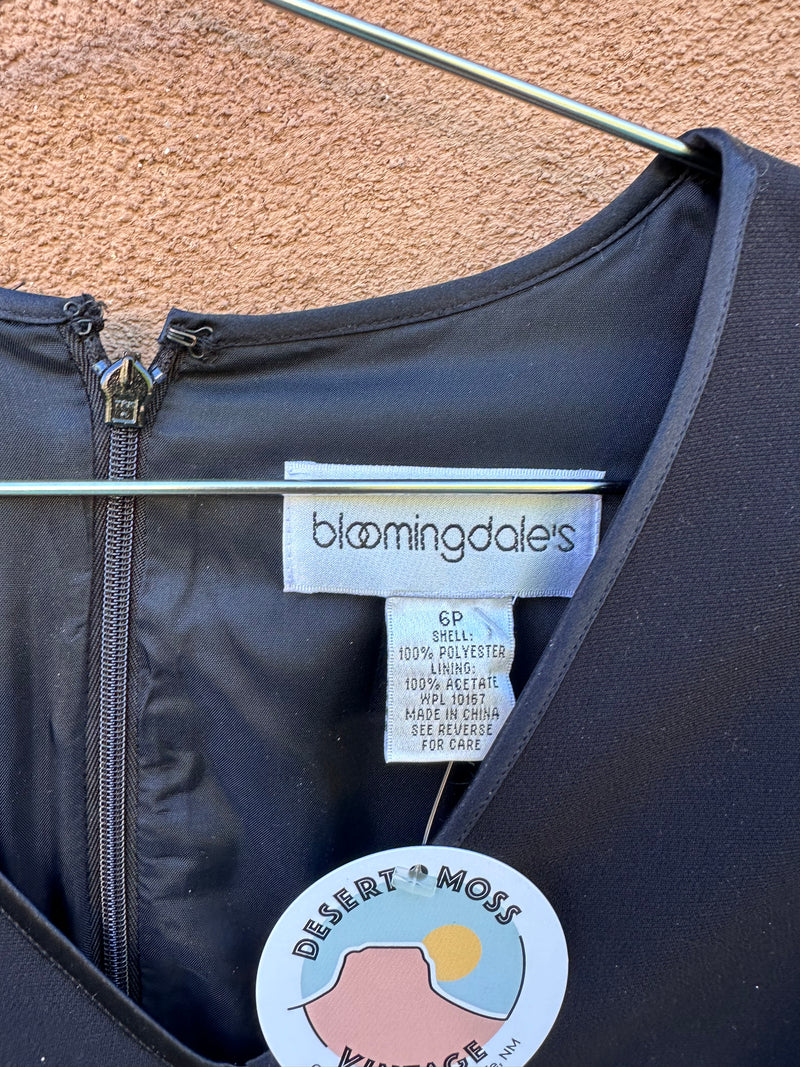 bloomingdale's
6P
SHELL:
100% POLYESTER
LINING:
100% ACETATE
WPL 10167
MADE IN CHINA
SEE REVERSE
FOR CARE
DESERT MOSS
VINTAGE
NM